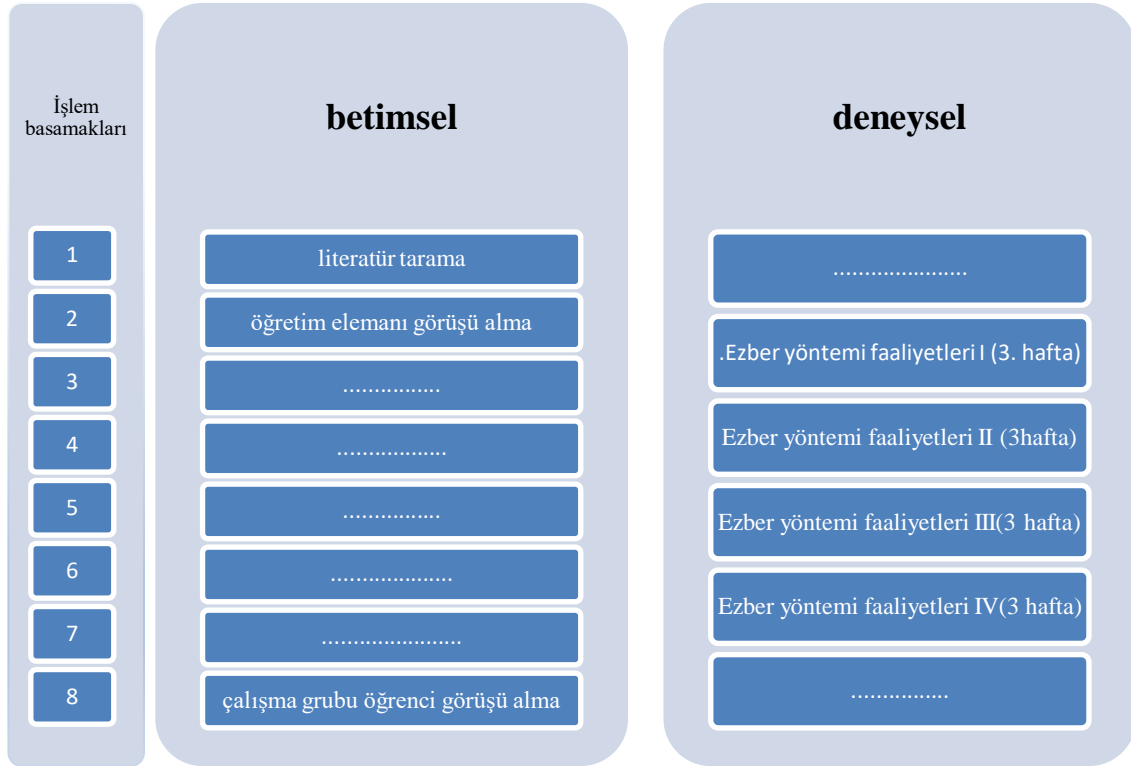 İşlem
basamakları
1
2
3
4
5
6
7
8
betimsel
literatür tarama
öğretim elemanı görüşü alma
...............
.................
...............
...................
......................
çalışma grubu öğrenci görüşü alma
deneysel
.....................
.Ezber yöntemi faaliyetleri I (3. hafta)
Ezber yöntemi faaliyetleri II (3hafta)
Ezber yöntemi faaliyetleri III(3 hafta)
Ezber yöntemi faaliyetleri IV(3 hafta)
...............